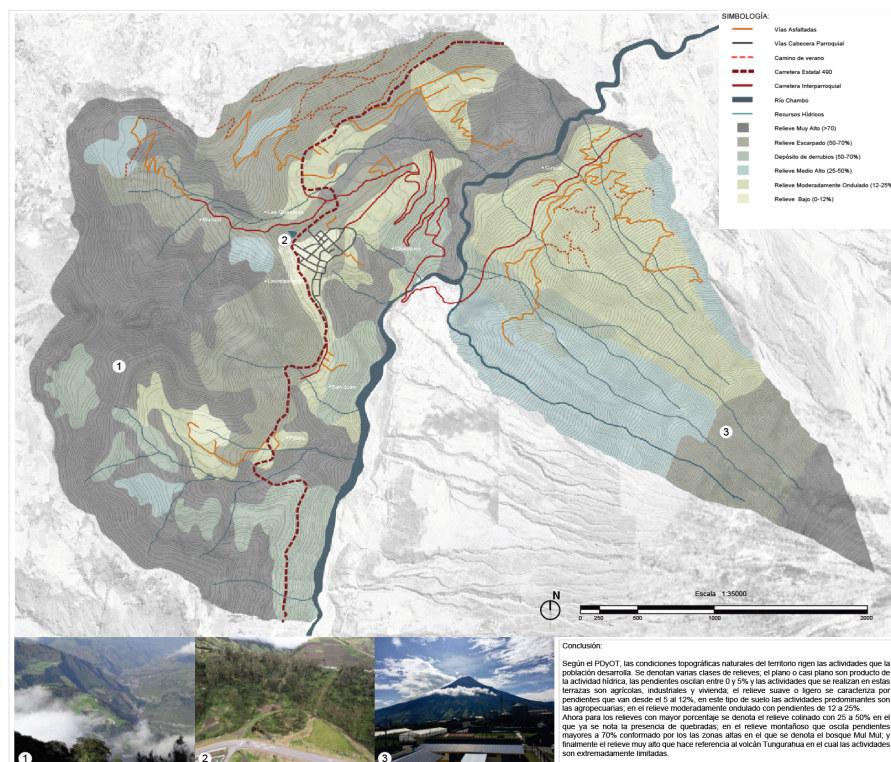 SIMBOLOGÍA:
Vías Asfaltadas
Vías Cabecera Parroquial
Camino de verano
Carretera Estatal 490
Carretera Interparroquial
Río Chambo
Recursos Hídricos
Relieve Muy Alto (>70)
Relieve Escarpado (50-70%)
Depósito de derrubios (50-70%)
Relieve Medio Alto (25-50%)
Relieve Moderadamente Ondulado (12-25%
Relieve Bajo (0-12%)
2
1
San Juan
3
N
Escala 1:35000
0 250 500 1000 2000
1
2
3
Conclusión:
Según el PDyOT, las condiciones topográficas naturales del territorio rigen las actividades que la
población desarrolla. Se denotan varias clases de relieves; el plano o casi plano son producto de
la actividad hídrica, las pendientes oscilan entre 0 y 5% y las actividades que se realizan en estas
terrazas son agrícolas, industriales y vivienda; el relieve suave o ligero se caracteriza por
pendientes que van desde el 5 al 12%, en este tipo de suelo las actividades predominantes son
las agropecuarias; en el relieve moderadamente ondulado con pendientes de 12 a 25%.
Ahora para los relieves con mayor porcentaje se denota el relieve colinado con 25 a 50% en el
que ya se nota la presencia de quebradas; en el relieve montañoso que oscila pendientes
mayores a 70% conformado por los las zonas altas en el que se denota el bosque Mul Mul; y
finalmente el relieve muy alto que hace referencia al volcán Tungurahua en el cual las actividades
son extremadamente limitadas.